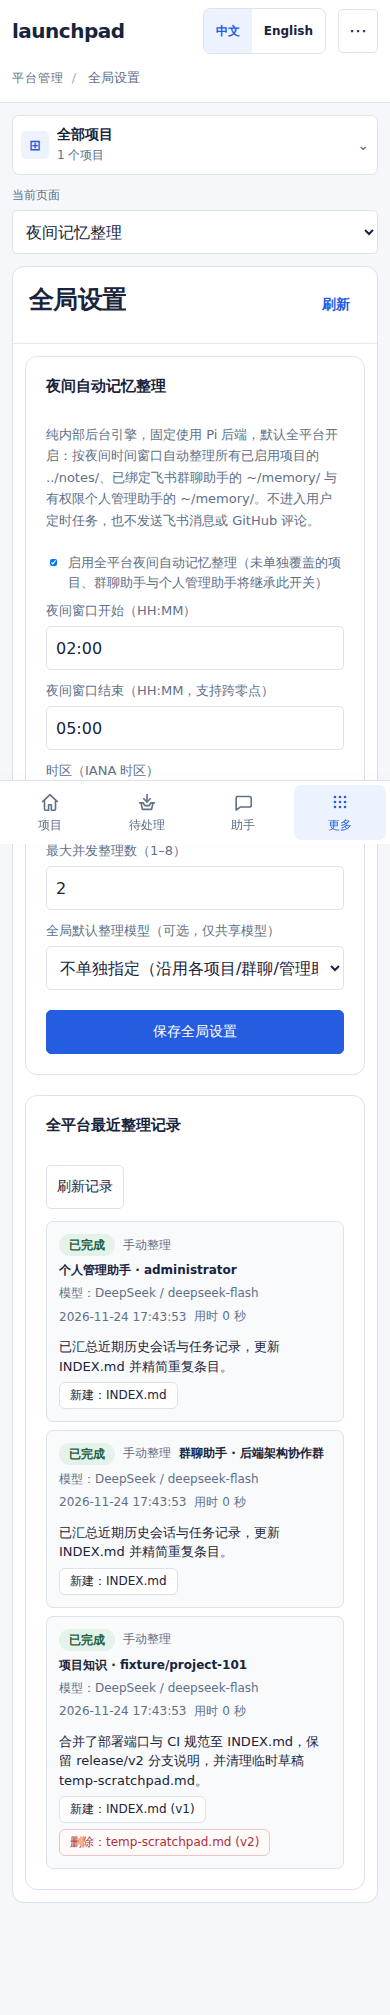 launchpad
中文
English
平台管理 / 全局设置
全部项目
1 个项目
当前页面
夜间记忆整理
全局设置
刷新
夜间自动记忆整理
纯内部后台引擎，固定使用 Pi 后端，默认全平台开
启：按夜间时间窗口自动整理所有已启用项目的
../notes/、已绑定飞书群聊助手的 ~/memory/ 与
有权限个人管理助手的 ~/memory/。不进入用户
定时任务，也不发送飞书消息或 GitHub 评论。
启用全平台夜间自动记忆整理（未单独覆盖的项
目、群聊助手与个人管理助手将继承此开关）
夜间窗口开始（HH:MM）
02:00
夜间窗口结束（HH:MM，支持跨零点）
05:00
时区（IANA 时区）
项目
待处理
助手
更多
最大并发整理数（1–8）
2
全局默认整理模型（可选，仅共享模型）
不单独指定（沿用各项目/群聊/管理助
保存全局设置
全平台最近整理记录
刷新记录
已完成 手动整理
个人管理助手 · administrator
模型：DeepSeek / deepseek-flash
2026-11-24 17:43:53 用时 0 秒
已汇总近期历史会话与任务记录，更新
INDEX.md 并精简重复条目。
新建：INDEX.md
已完成 手动整理 群聊助手 · 后端架构协作群
模型：DeepSeek / deepseek-flash
2026-11-24 17:43:53 用时 0 秒
已汇总近期历史会话与任务记录，更新
INDEX.md 并精简重复条目。
新建：INDEX.md
已完成 手动整理
项目知识 · fixture/project-101
模型：DeepSeek / deepseek-flash
2026-11-24 17:43:53 用时 0 秒
合并了部署端口与 CI 规范至 INDEX.md，保
留 release/v2 分支说明，并清理临时草稿
temp-scratchpad.md。
新建：INDEX.md (v1)
删除：temp-scratchpad.md (v2)